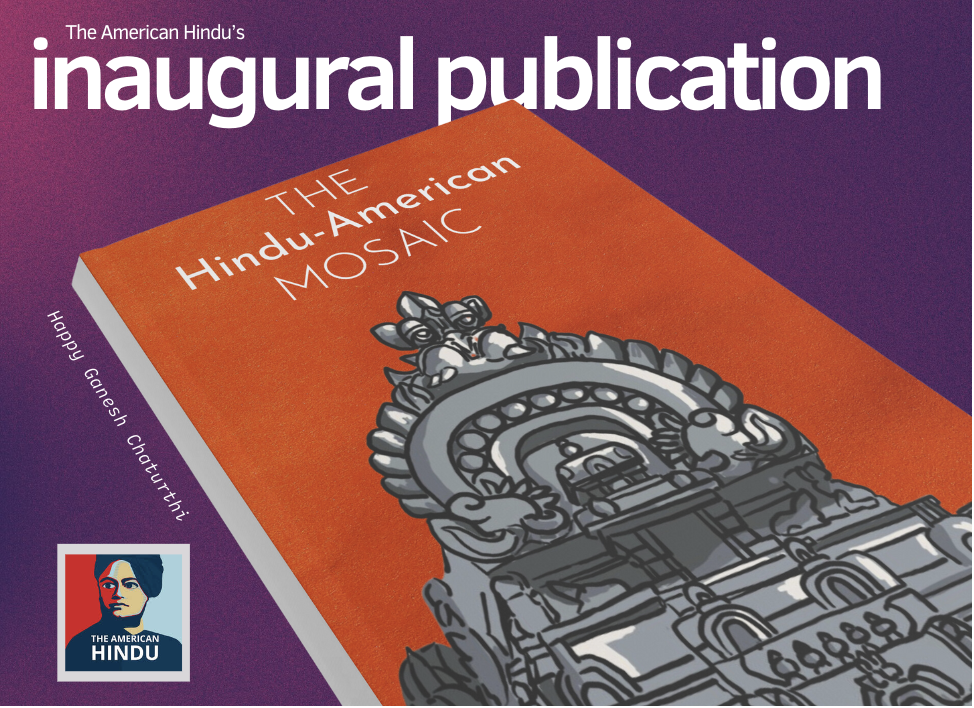 The American Hindu’s
inaugural publication
THE
Hindu-American
MOSAIC
Happy Ganesh Chaturthi
THE AMERICAN
HINDU